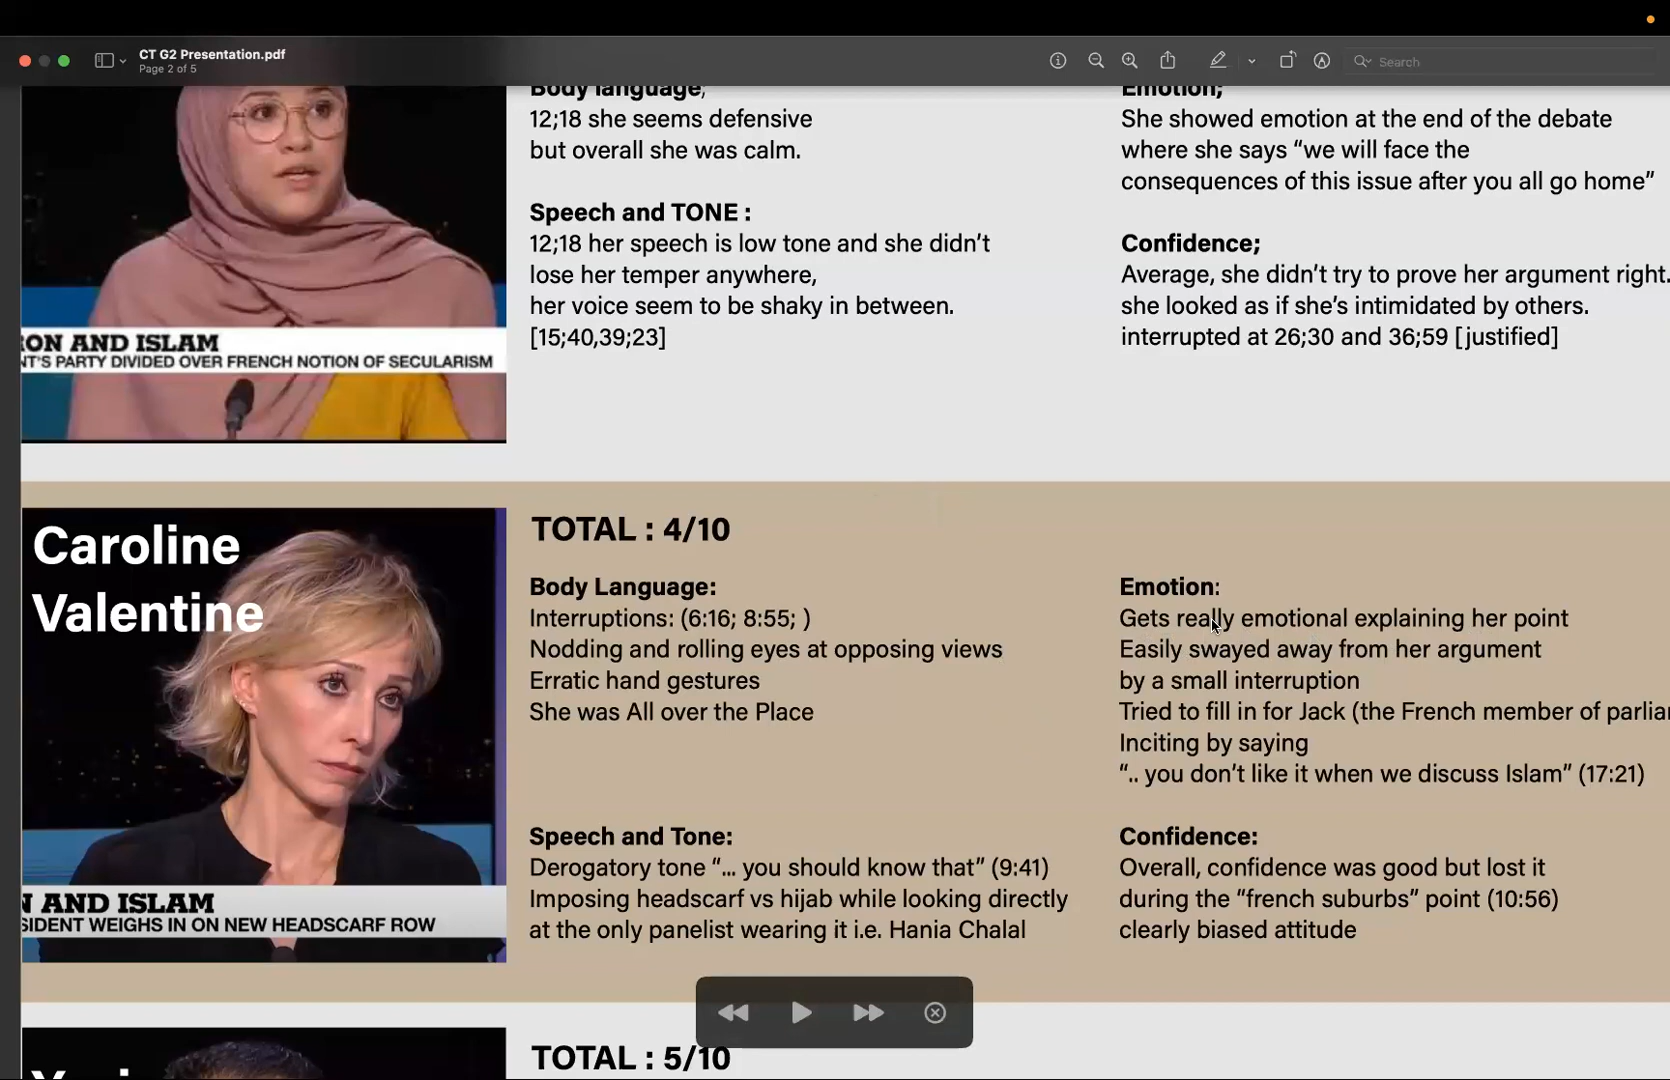 CT G2 Presentation.pdf
Page 2 of 5
Search
Body language,
12;18 she seems defensive
but overall she was calm.
Speech and TONE :
12;18 her speech is low tone and she didn’t
lose her temper anywhere,
her voice seem to be shaky in between.
[15;40,39;23]
Emotion;
She showed emotion at the end of the debate
where she says “we will face the
consequences of this issue after you all go home”
Confidence;
Average, she didn’t try to prove her argument right.
she looked as if she’s intimidated by others.
interrupted at 26;30 and 36;59 [justified]
RON AND ISLAM
NT’S PARTY DIVIDED OVER FRENCH NOTION OF SECULARISM
Caroline
Valentine
N AND ISLAM
SIDENT WEIGHS IN ON NEW HEADSCARF ROW
TOTAL : 4/10
Body Language:
Interruptions: (6:16; 8:55; )
Nodding and rolling eyes at opposing views
Erratic hand gestures
She was All over the Place
Speech and Tone:
Derogatory tone “... you should know that” (9:41)
Imposing headscarf vs hijab while looking directly
at the only panelist wearing it i.e. Hania Chalal
Emotion:
Gets really emotional explaining her point
Easily swayed away from her argument
by a small interruption
Tried to fill in for Jack (the French member of parlia
Inciting by saying
“.. you don’t like it when we discuss Islam” (17:21)
Confidence:
Overall, confidence was good but lost it
during the “french suburbs” point (10:56)
clearly biased attitude
TOTAL : 5/10